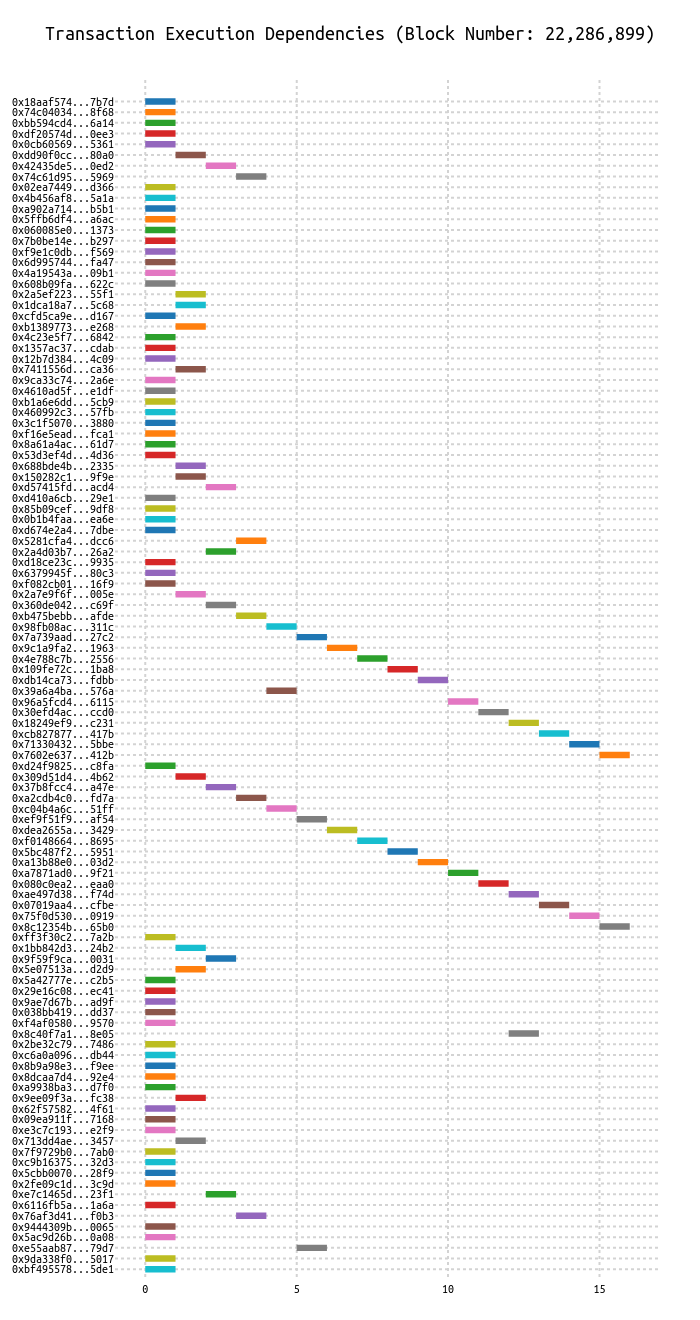 Transaction Execution Dependencies (Block Number: 22,286,899)
0x18aaf574...7b7d
0x74c04034...8f68
0xbb594cd4...6a14
0xdf20574d...0ee3
0x0cb60569...5361
0xdd90f0cc...80a0
0x42435de5...0ed2
0x74c61d95...5969
0x02ea7449...d366
0x4b456af8...5a1a
0xa902a714...b5b1
0x5ffb6df4...a6ac
0x060085e0...1373
0x7b0be14e...b297
0xf9e1c0db...f569
0x6d995744...fa47
0x4a19543a...09b1
0x608b09fa...622c
0x2a5ef223...55f1
0x1dca18a7...5c68
0xcfd5ca9e...d167
0xb1389773...e268
0x4c23e5f7...6842
0x1357ac37...cdab
0x12b7d384...4c09
0x7411556d...ca36
0x9ca33c74...2a6e
0x4610ad5f...e1df
0xb1a6e6dd...5cb9
0x460992c3...57fb
0x3c1f5070...3880
0xf16e5ead...fca1
0x8a61a4ac...61d7
0x53d3ef4d...4d36
0x688bde4b...2335
0x150282c1...9f9e
0xd57415fd...acd4
0xd410a6cb...29e1
0x85b09cef...9df8
0x0b1b4faa...ea6e
0xd674e2a4...7dbe
0x5281cfa4...dcc6
0x2a4d03b7...26a2
0xd18ce23c...9935
0x6379945f...80c3
0xf082cb01...16f9
0x2a7e9f6f...005e
0x360de042...c69f
0xb475bebb...afde
0x98fb08ac...311c
0x7a739aad...27c2
0x9c1a9fa2...1963
0x4e788c7b...2556
0x109fe72c...1ba8
0xdb14ca73...fdbb
0x39a6a4ba...576a
0x96a5fcd4...6115
0x30efd4ac...ccd0
0x18249ef9...c231
0xcb827877...417b
0x71330432...5bbe
0x7602e637...412b
0xd24f9825...c8fa
0x309d51d4...4b62
0x37b8fcc4...a47e
0xa2cdb4c0...fd7a
0xc04b4a6c...51ff
0xef9f51f9...af54
0xdea2655a...3429
0xf0148664...8695
0x5bc487f2...5951
0xa13b88e0...03d2
0xa7871ad0...9f21
0x080c0ea2...eaa0
0xae497d38...f74d
0x07019aa4...cfbe
0x75f0d530...0919
0x8c12354b...65b0
0xff3f30c2...7a2b
0x1bb842d3...24b2
0x9f59f9ca...0031
0x5e07513a...d2d9
0x5a42777e...c2b5
0x29e16c08...ec41
0x9ae7d67b...ad9f
0x038bb419...dd37
0xf4af0580...9570
0x8c40f7a1...8e05
0x2be32c79...7486
0xc6a0a096...db44
0x8b9a98e3...f9ee
0x8dcaa7d4...92e4
0xa9938ba3...d7f0
0x9ee09f3a...fc38
0x62f57582...4f61
0x09ea911f...7168
0xe3c7c193...e2f9
0x713dd4ae...3457
0x7f9729b0...7ab0
0xc9b16375...32d3
0x5cbb0070...28f9
0x2fe09c1d...3c9d
0xe7c1465d...23f1
0x6116fb5a...1a6a
0x76af3d41...f0b3
0x9444309b...0065
0x5ac9d26b...0a08
0xe55aab87...79d7
0x9da338f0...5017
0xbf495578...5de1
0 5 10 15